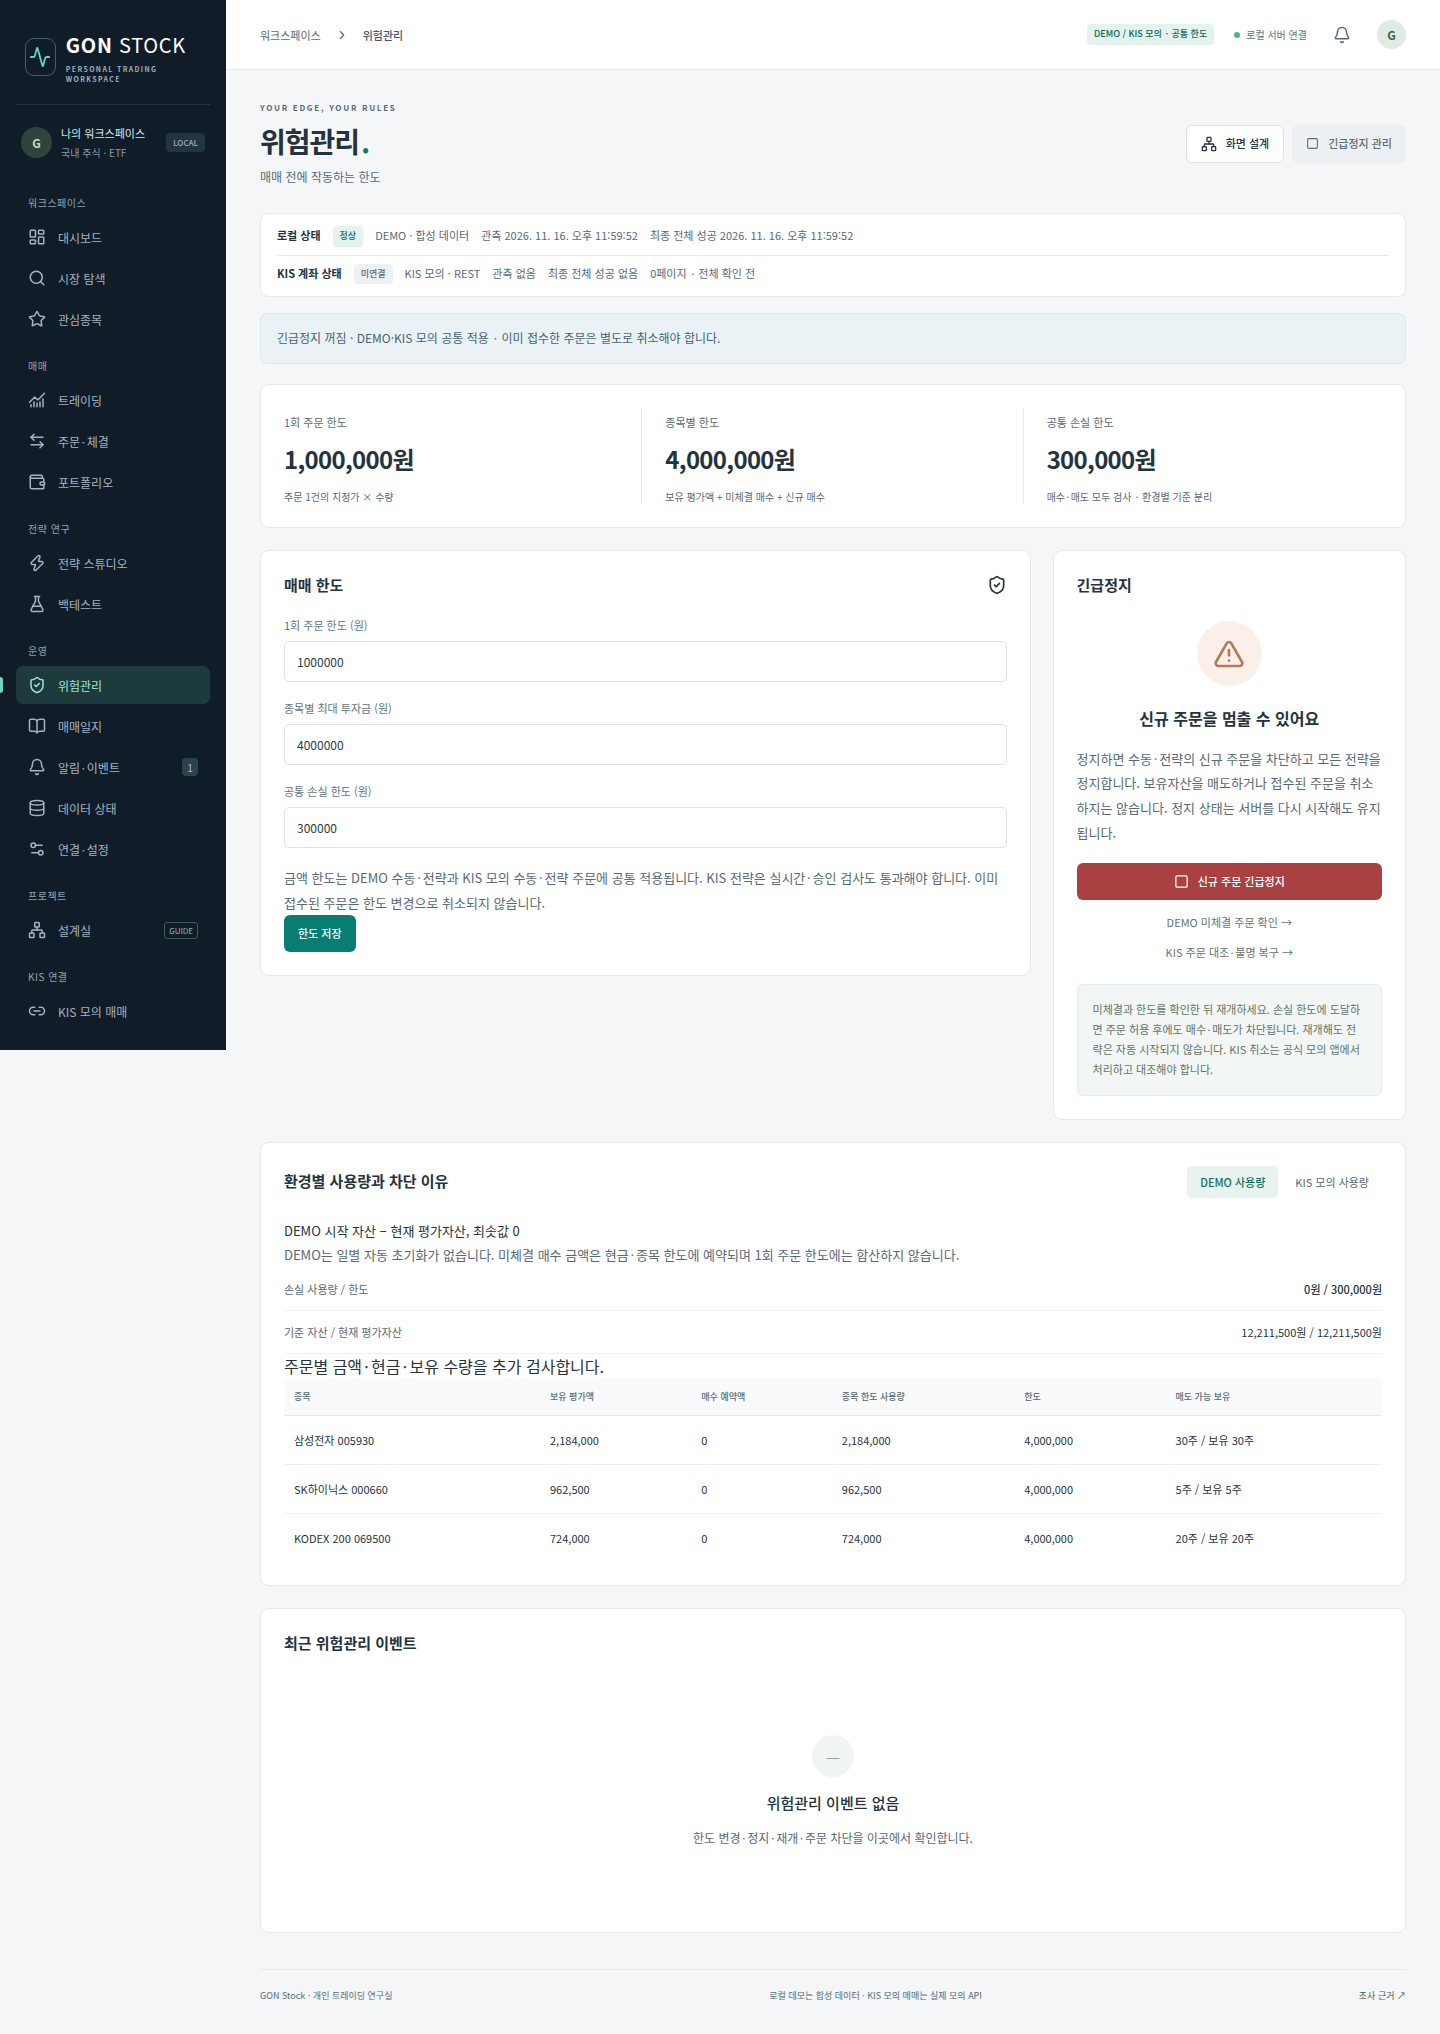 GON STOCK
PERSONAL TRADING
WORKSPACE
G
나의 워크스페이스
국내 주식 · ETF
LOCAL
워크스페이스
대시보드
시장 탐색
관심종목
매매
트레이딩
주문·체결
포트폴리오
전략 연구
전략 스튜디오
백테스트
운영
위험관리
매매일지
알림·이벤트
1
데이터 상태
연결·설정
프로젝트
설계실
GUIDE
KIS 연결
KIS 모의 매매
워크스페이스 > 위험관리
DEMO / KIS 모의 · 공통 한도
로컬 서버 연결
G
YOUR EDGE, YOUR RULES
위험관리.
매매 전에 작동하는 한도
화면 설계
긴급정지 관리
로컬 상태 정상 DEMO · 합성 데이터 관측 2026. 11. 16. 오후 11:59:52 최종 전체 성공 2026. 11. 16. 오후 11:59:52
KIS 계좌 상태 미연결 KIS 모의 · REST 관측 없음 최종 전체 성공 없음 0페이지 · 전체 확인 전
긴급정지 꺼짐 · DEMO·KIS 모의 공통 적용 · 이미 접수한 주문은 별도로 취소해야 합니다.
1회 주문 한도
1,000,000원
주문 1건의 지정가 × 수량
종목별 한도
4,000,000원
보유 평가액 + 미체결 매수 + 신규 매수
공통 손실 한도
300,000원
매수·매도 모두 검사 · 환경별 기준 분리
매매 한도
1회 주문 한도 (원)
1000000
종목별 최대 투자금 (원)
4000000
공통 손실 한도 (원)
300000
금액 한도는 DEMO 수동·전략과 KIS 모의 수동·전략 주문에 공통 적용됩니다. KIS 전략은 실시간·승인 검사도 통과해야 합니다. 이미
접수된 주문은 한도 변경으로 취소되지 않습니다.
한도 저장
긴급정지
신규 주문을 멈출 수 있어요
정지하면 수동·전략의 신규 주문을 차단하고 모든 전략을
정지합니다. 보유자산을 매도하거나 접수된 주문을 취소
하지는 않습니다. 정지 상태는 서버를 다시 시작해도 유지
됩니다.
신규 주문 긴급정지
DEMO 미체결 주문 확인 →
KIS 주문 대조·불명 복구 →
미체결과 한도를 확인한 뒤 재개하세요. 손실 한도에 도달하
면 주문 허용 후에도 매수·매도가 차단됩니다. 재개해도 전
략은 자동 시작되지 않습니다. KIS 취소는 공식 모의 앱에서
처리하고 대조해야 합니다.
환경별 사용량과 차단 이유
DEMO 사용량
KIS 모의 사용량
DEMO 시작 자산 − 현재 평가자산, 최솟값 0
DEMO는 일별 자동 초기화가 없습니다. 미체결 매수 금액은 현금·종목 한도에 예약되며 1회 주문 한도에는 합산하지 않습니다.
손실 사용량 / 한도 0원 / 300,000원
기준 자산 / 현재 평가자산 12,211,500원 / 12,211,500원
주문별 금액·현금·보유 수량을 추가 검사합니다.
종목 보유 평가액 매수 예약액 종목 한도 사용량 한도 매도 가능 보유
삼성전자 005930 2,184,000 0 2,184,000 4,000,000 30주 / 보유 30주
SK하이닉스 000660 962,500 0 962,500 4,000,000 5주 / 보유 5주
KODEX 200 069500 724,000 0 724,000 4,000,000 20주 / 보유 20주
최근 위험관리 이벤트
—
위험관리 이벤트 없음
한도 변경·정지·재개·주문 차단을 이곳에서 확인합니다.
GON Stock · 개인 트레이딩 연구실
로컬 데모는 합성 데이터 · KIS 모의 매매는 실제 모의 API
조사 근거 ↗